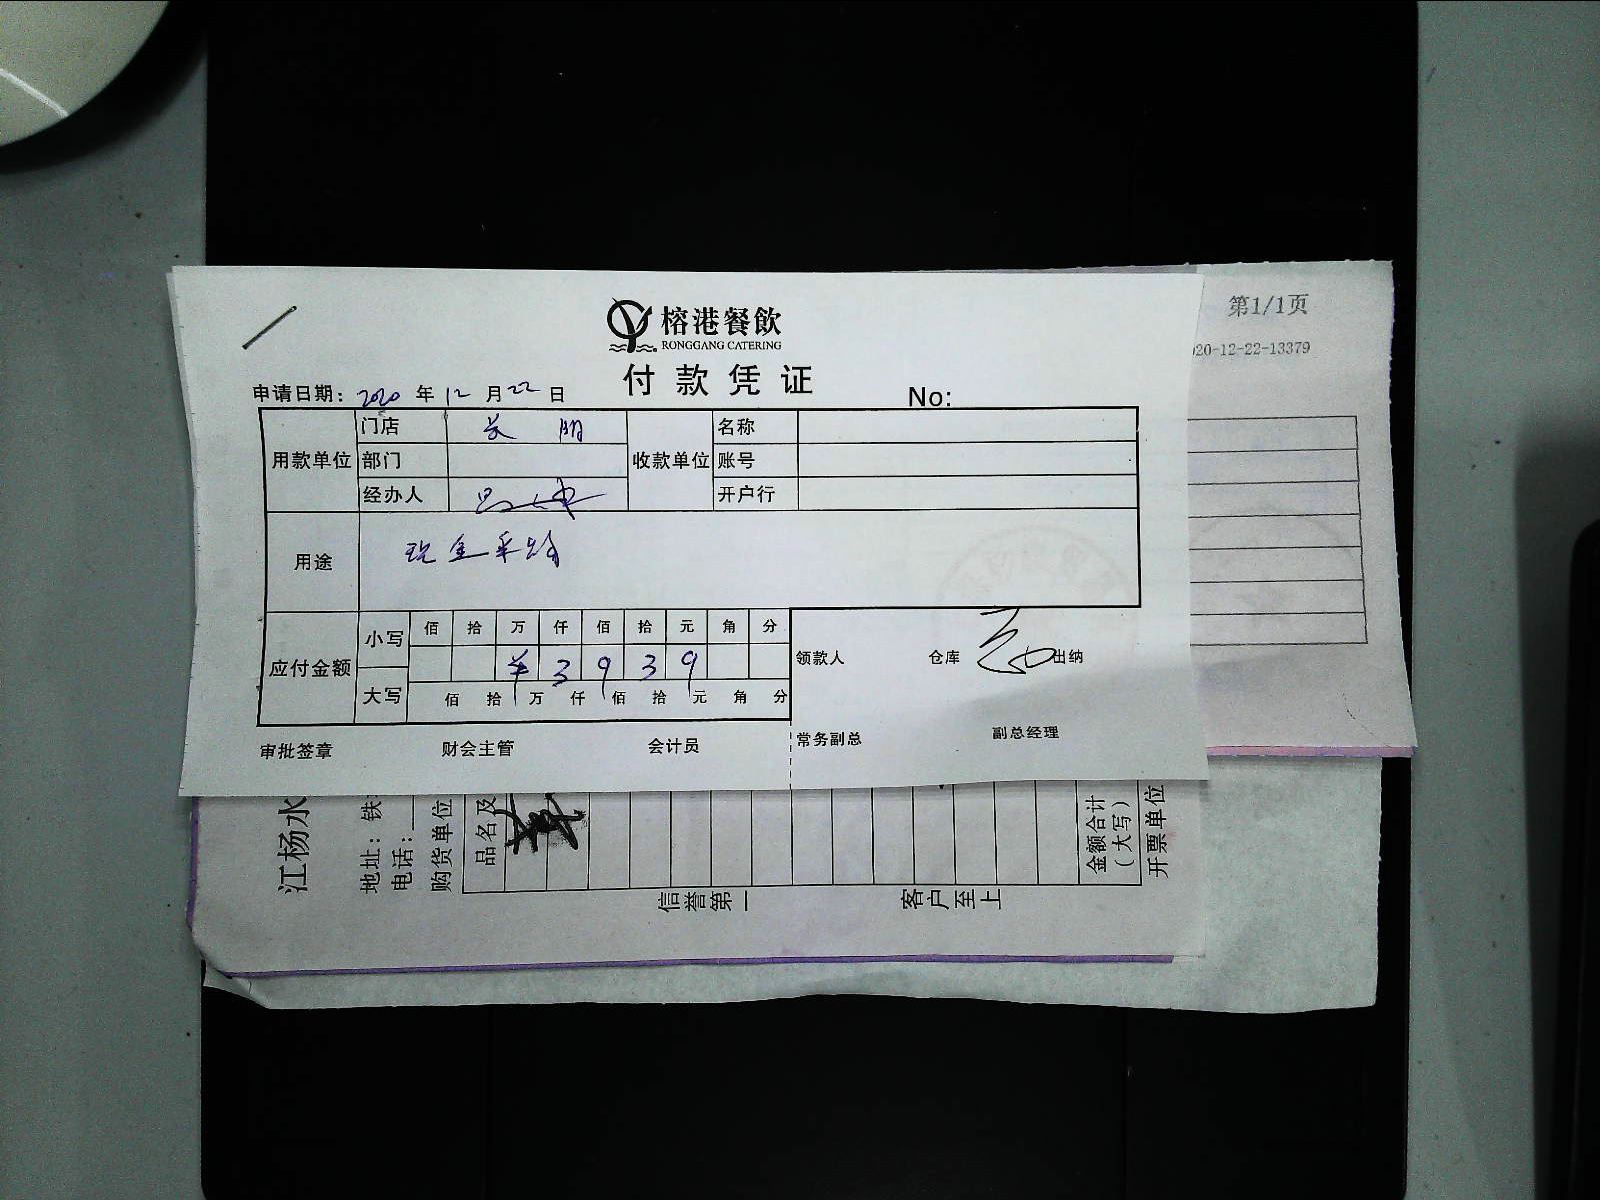 榕港餐飲
RONGGANG CATERING
付款凭证
申请日期: 2020 年 12 月 22 日
No:
用款单位 门店 收款单位 名称
部门 账号
经办人 开户行
用途 现金采购
应付金额 小写 佰 拾 万 仟 佰 拾 元 角 分
¥ 3 9 3 9
大写 佰 拾 万 仟 佰 拾 元 角 分
领款人 仓库 出纳
审批签章 财会主管 会计员 常务副总 副总经理
第1/1页
20-12-22-13379
江杨水
地址: 铁
电话:
购货单位
品名及
金额合计
(大写)
开票单位
信誉第一
客户至上